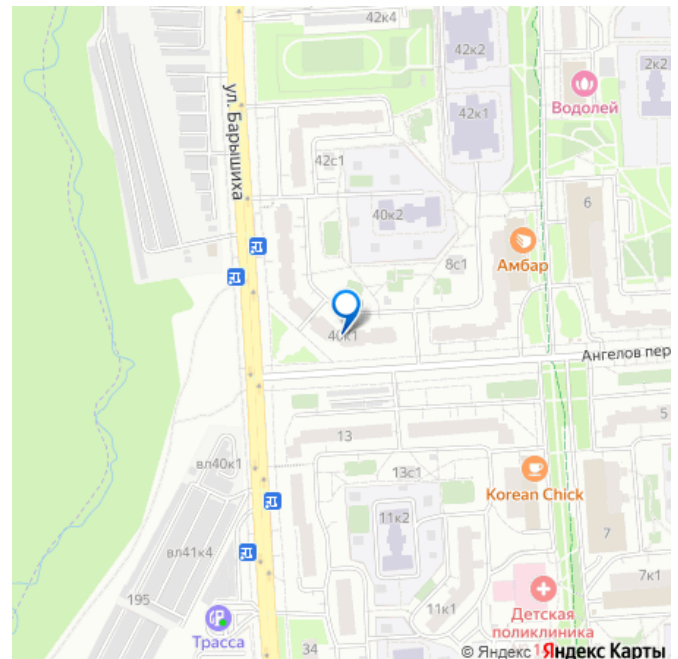 42к4
42к2
2к2
Водолей
ул. Барышиха
42к1
42с1
6
40к2
Амбар
8с1
40к1
Ангелов пер
5
13
вл40к1
13с1
Korean Chick
11к2
7
вл41к4
7к1
195
11к1
Детская
поликлиника
Трасса
34
© Яндекс
Яндекс Карты